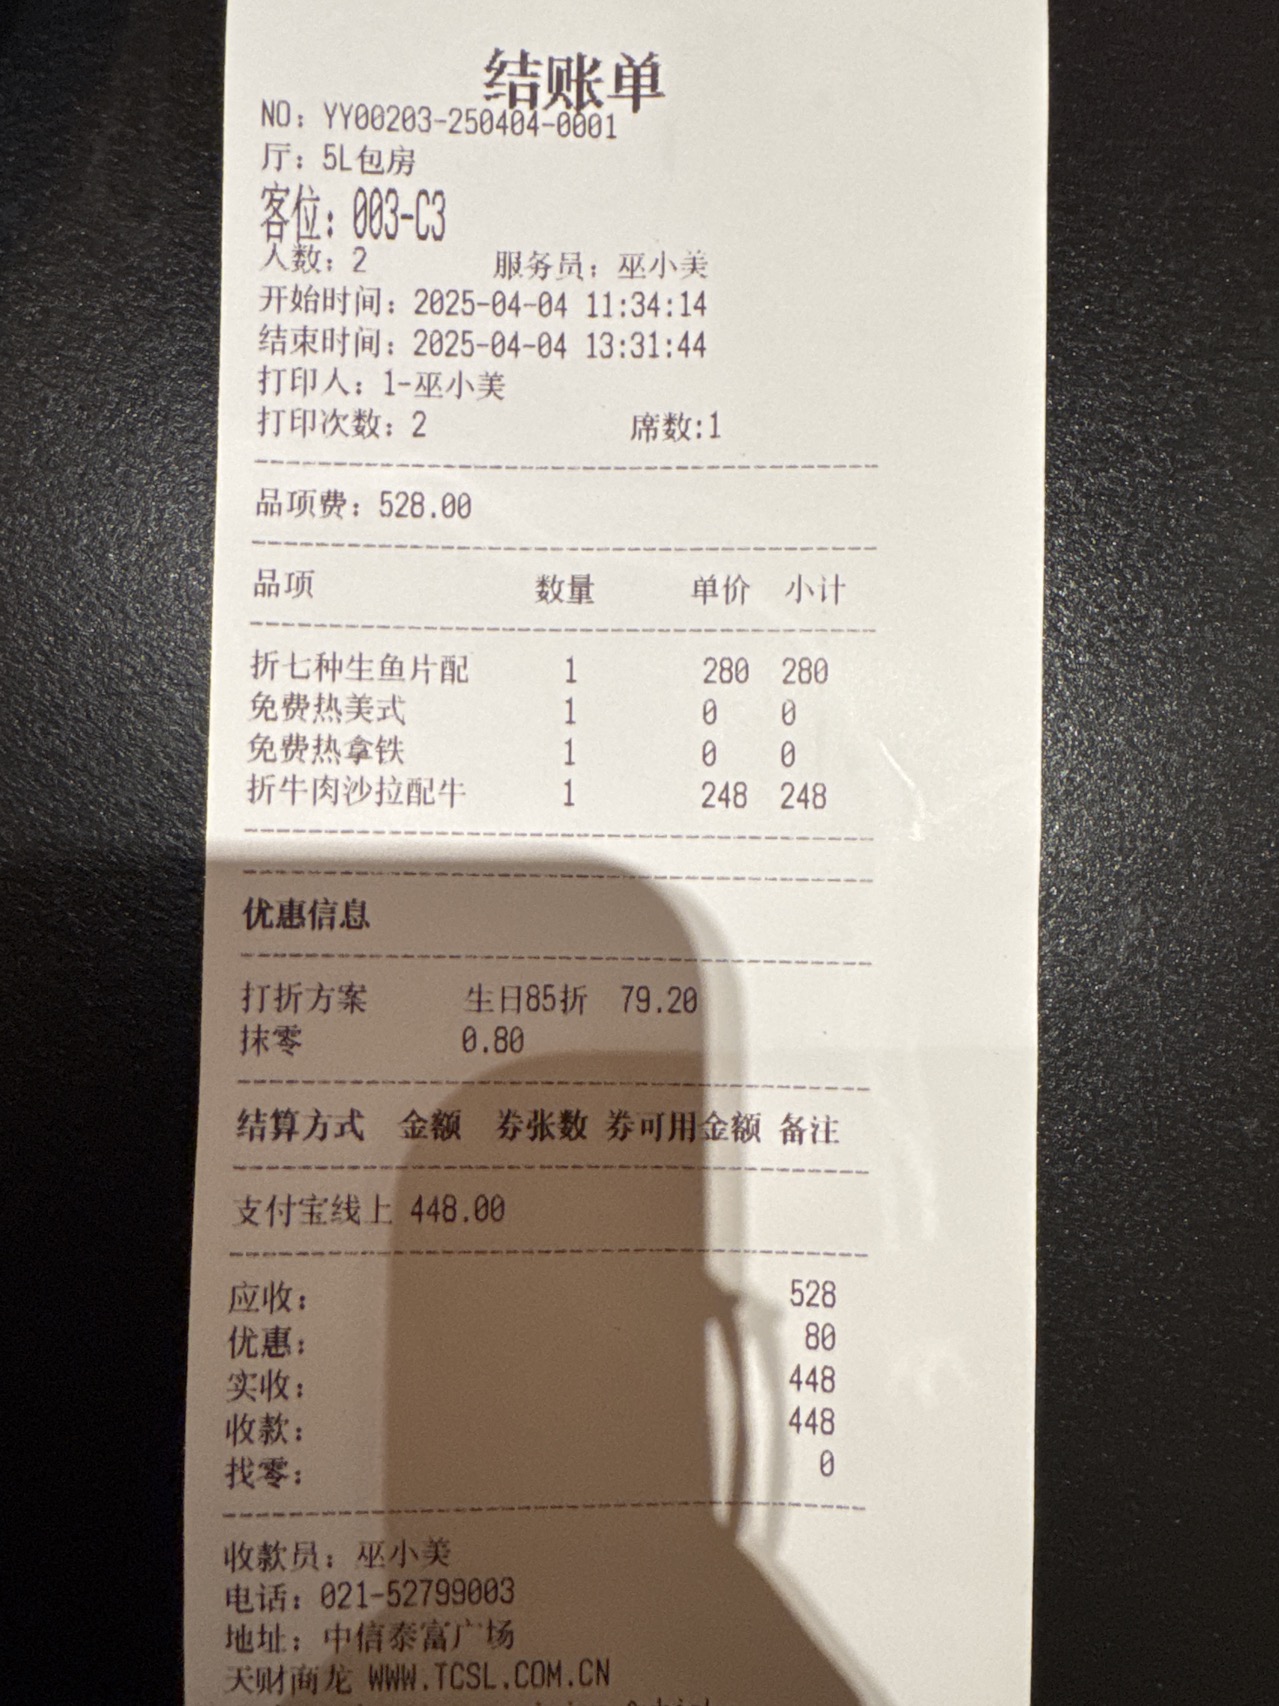 结账单
NO: YY00203-250404-0001
厅: 5L包房
客位: 003-C3
人数: 2 服务员: 巫小美
开始时间: 2025-04-04 11:34:14
结束时间: 2025-04-04 13:31:44
打印人: 1-巫小美
打印次数: 2 席数:1
品项费: 528.00
品项 数量 单价 小计
折七种生鱼片配 1 280 280
免费热美式 1 0 0
免费热拿铁 1 0 0
折牛肉沙拉配牛 1 248 248
优惠信息
打折方案 生日85折 79.20
抹零 0.80
结算方式 金额 券张数 券可用金额 备注
支付宝线上 448.00
应收: 528
优惠: 80
实收: 448
收款: 448
找零: 0
收款员: 巫小美
电话: 021-52799003
地址: 中信泰富广场
天财商龙 WWW.TCSL.COM.CN